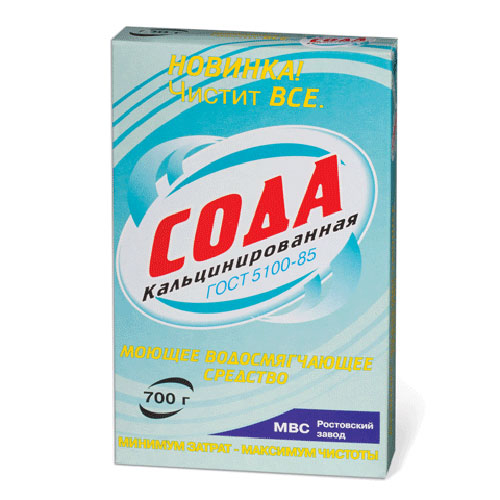 НОВИНКА!
Чистит ВСЕ.
СОДА
Кальцинированная
ГОСТ 5100-85
МОЮЩЕЕ ВОДОСМЯГЧАЮЩЕЕ
СРЕДСТВО
700 г
МВС Ростовский
завод
МИНИМУМ ЗАТРАТ - МАКСИМУМ ЧИСТОТЫ